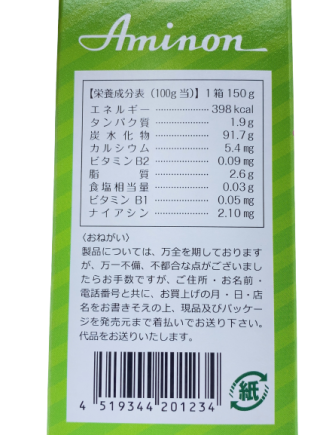 Aminon
【栄養成分表（100g当）】1箱150g
エネルギー…………………398kcal
タンパク質……………………1.9g
炭水化物……………………91.7g
カルシウム……………………5.4mg
ビタミンB2……………………0.09mg
脂質……………………2.6g
食塩相当量……………………0.03g
ビタミンB1……………………0.05mg
ナイアシン……………………2.10mg
〈おねがい〉
製品については、万全を期しております
が、万一不備、不都合な点がございまし
たらお手数ですが、ご住所・お名前・
電話番号と共に、お買上げの月・日・店
名をお書きそえの上、現品及びパッケー
ジを発売元まで着払いでお送り下さい。
代品をお送りいたします。
4 519344 201234
紙